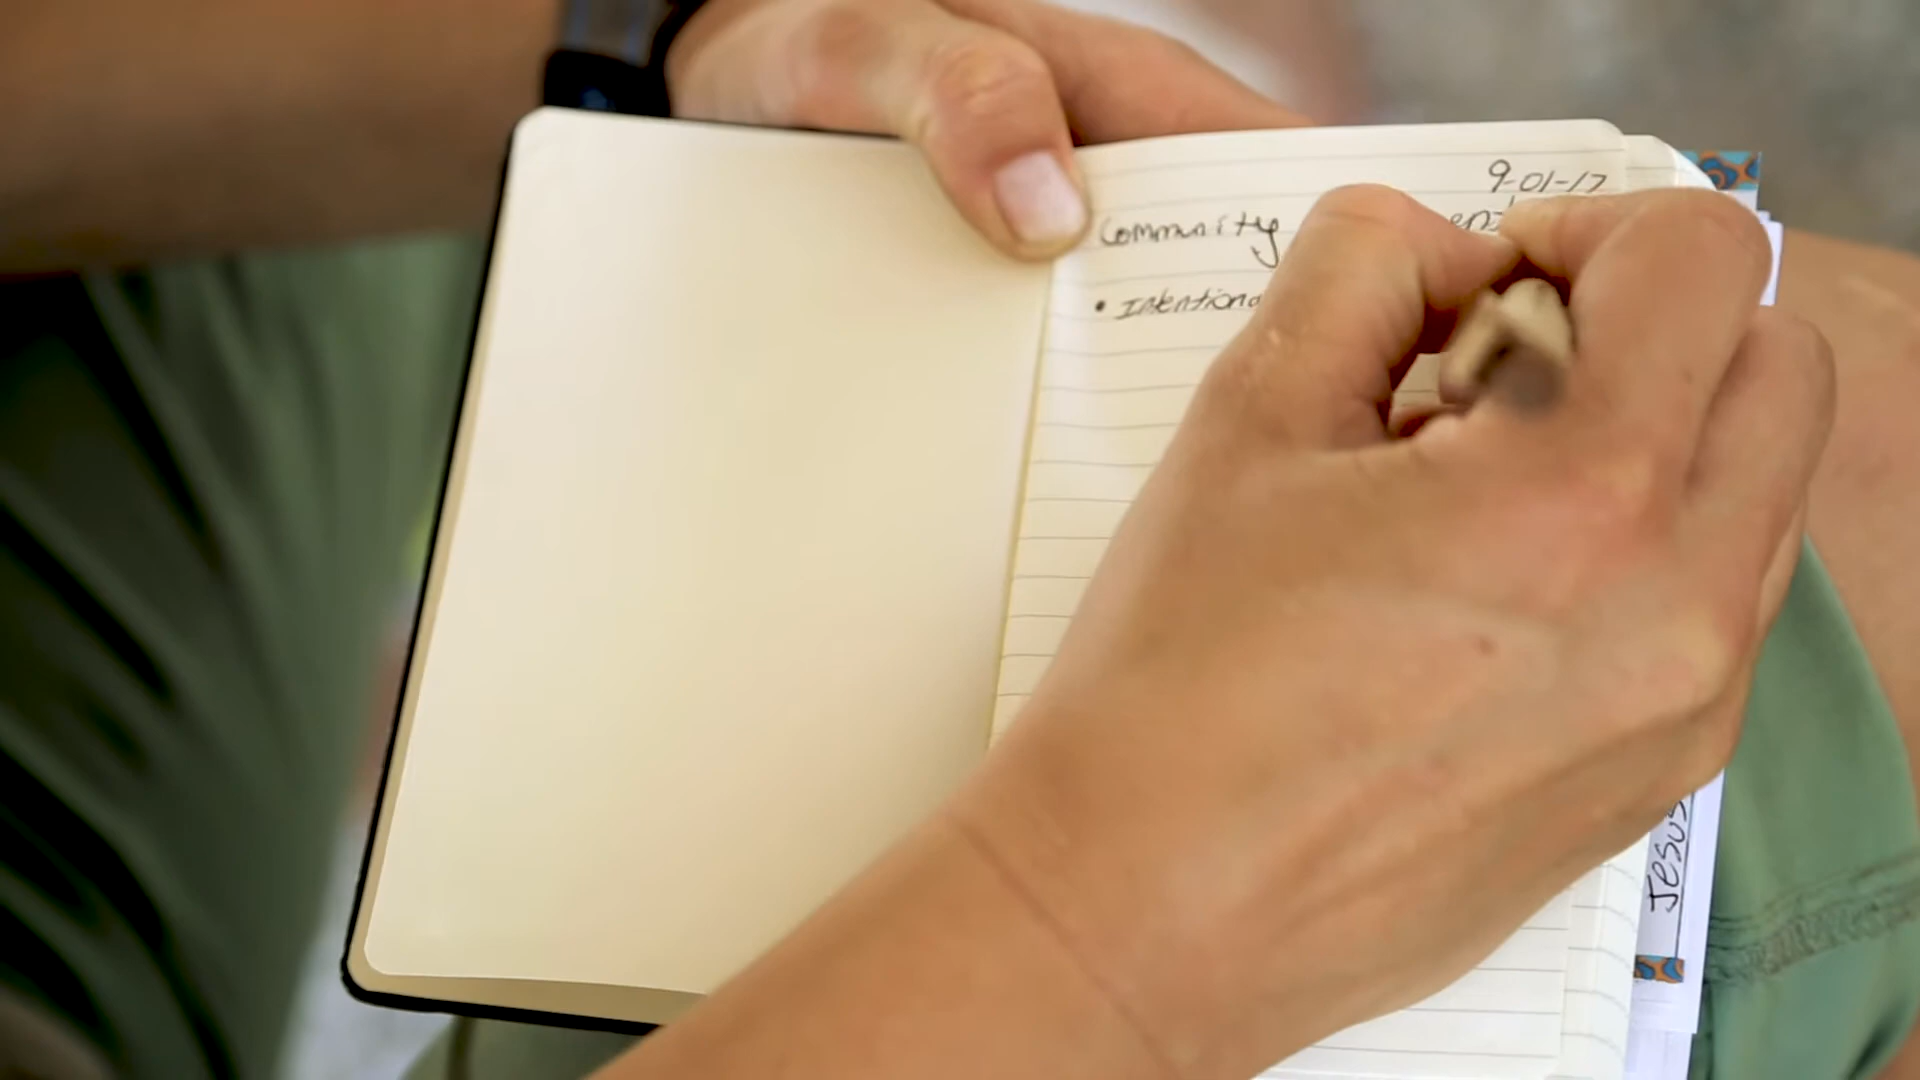 9-01-17
Community
• Intentiona
Jesus